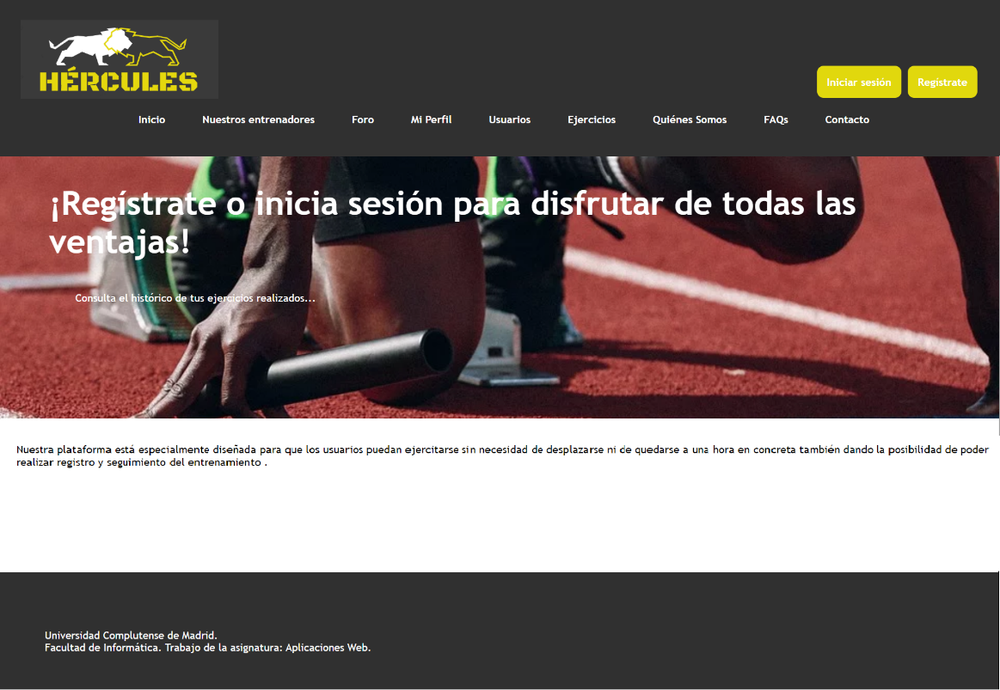 HÉRCULES
Iniciar sesión
Regístrate
Inicio
Nuestros entrenadores
Foro
Mi Perfil
Usuarios
Ejercicios
Quiénes Somos
FAQs
Contacto
¡Regístrate o inicia sesión para disfrutar de todas las
ventajas!
Consulta el histórico de tus ejercicios realizados...
Nuestra plataforma está especialmente diseñada para que los usuarios puedan ejercitarse sin necesidad de desplazarse ni de quedarse a una hora en concreta también dando la posibilidad de poder
realizar registro y seguimiento del entrenamiento .
Universidad Complutense de Madrid.
Facultad de Informática. Trabajo de la asignatura: Aplicaciones Web.